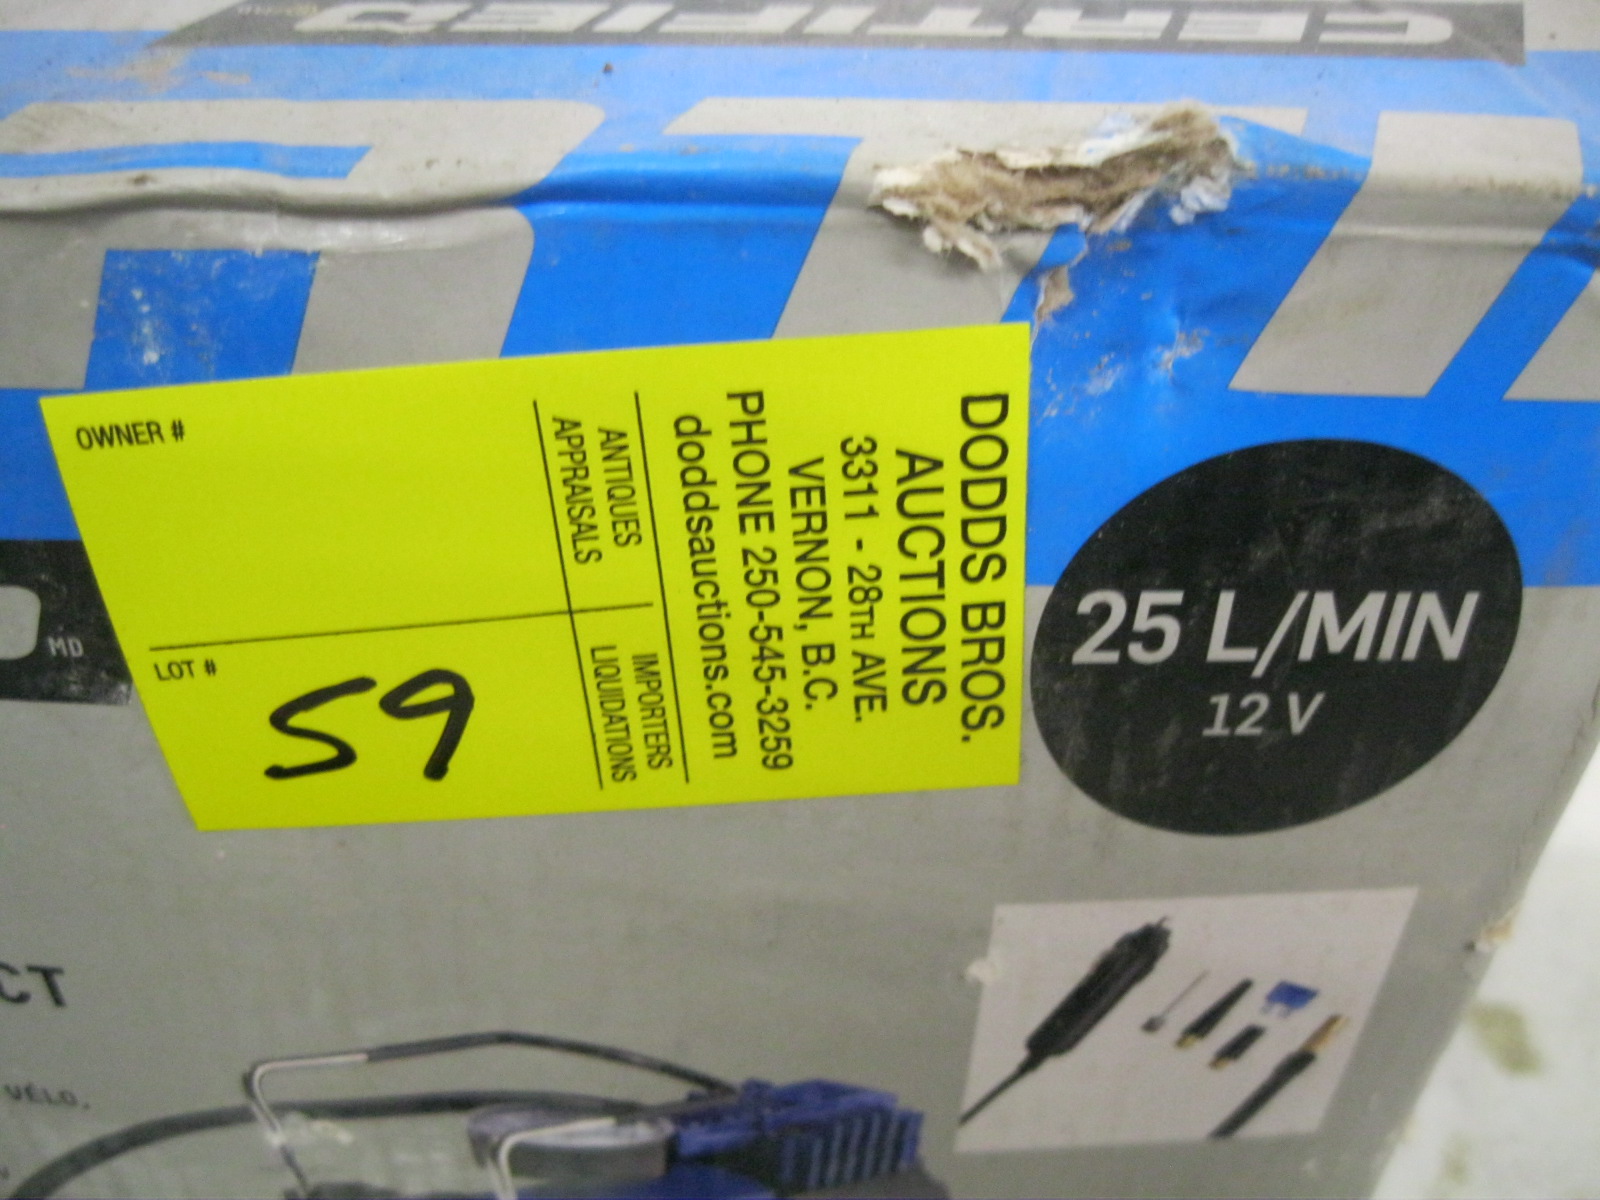 CERTIFIED
DODDS BROS.
AUCTIONS
3311 - 28TH AVE.
VERNON, B.C.
PHONE 250-545-3259
doddsauctions.com
ANTIQUES
APPRAISALS
IMPORTERS
LIQUIDATIONS
OWNER #
LOT #
59
25 L/MIN
12 V
MD
CT
VÉLO.